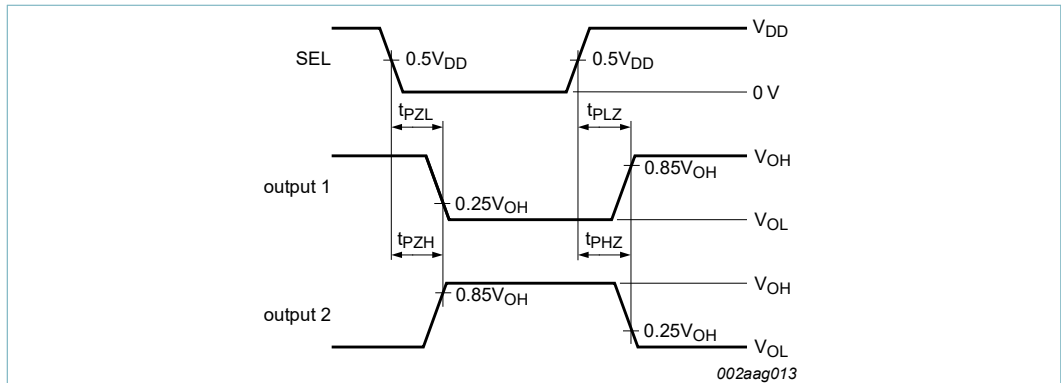 V_DD
SEL
0.5V_DD
0.5V_DD
0 V
t_PZL
t_PLZ
V_OH
0.85V_OH
output 1
0.25V_OH
V_OL
t_PZH
t_PHZ
V_OH
0.85V_OH
output 2
0.25V_OH
V_OL
002aag013